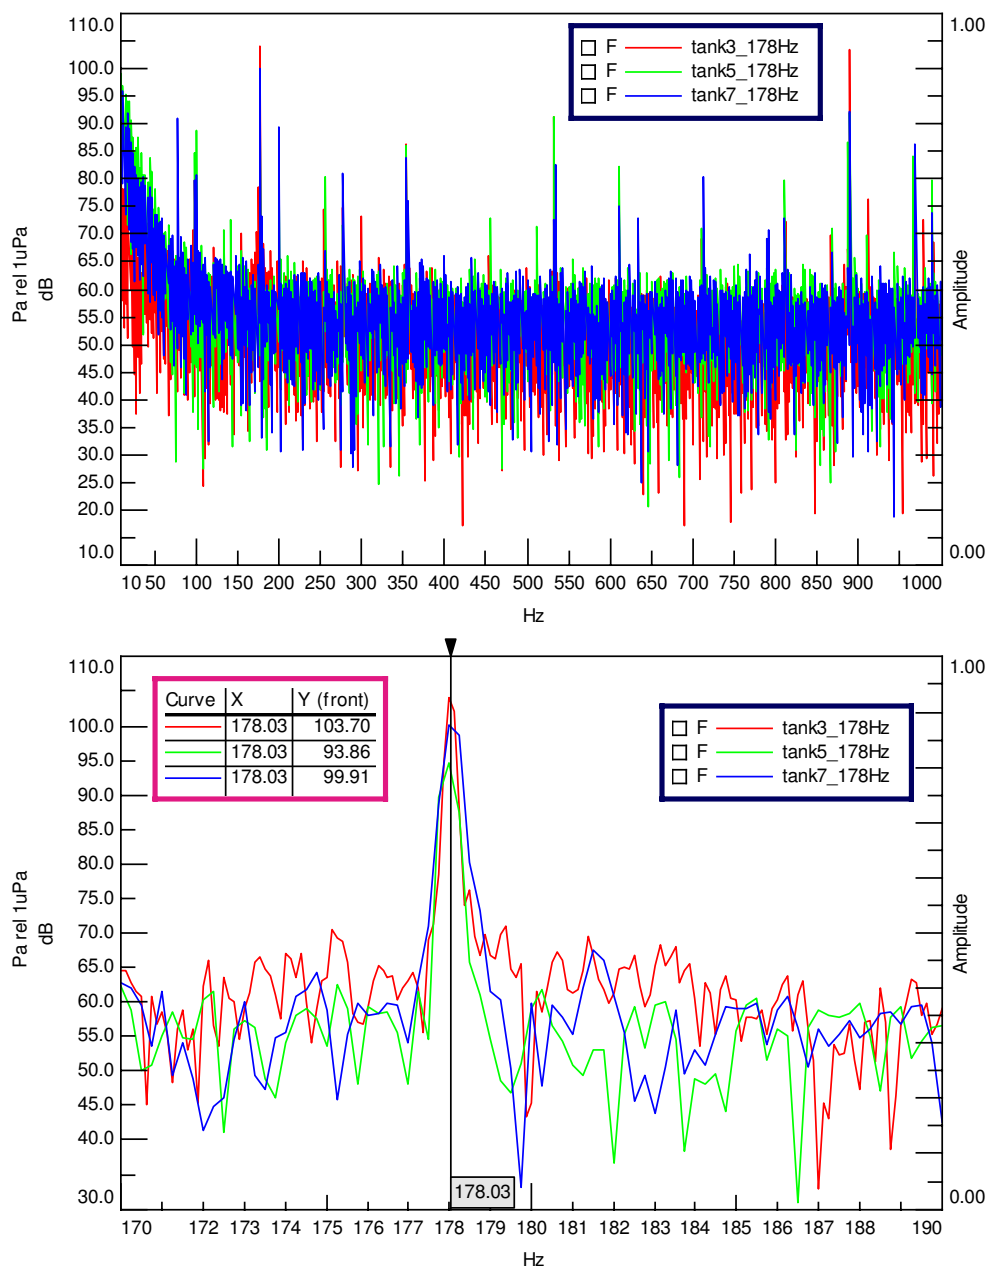 110.0
100.0
95.0
90.0
85.0
80.0
75.0
70.0
65.0
60.0
55.0
50.0
45.0
40.0
35.0
30.0
25.0
20.0
10.0
Pa rel 1uPa
dB
1.00
0.00
Amplitude
F tank3_178Hz
F tank5_178Hz
F tank7_178Hz
10 50 100 150 200 250 300 350 400 450 500 550 600 650 700 750 800 850 900 1000
Hz
110.0
100.0
95.0
90.0
85.0
80.0
75.0
70.0
65.0
60.0
55.0
50.0
45.0
40.0
30.0
Pa rel 1uPa
dB
1.00
0.00
Amplitude
Curve X Y (front)
178.03 103.70
178.03 93.86
178.03 99.91
F tank3_178Hz
F tank5_178Hz
F tank7_178Hz
178.03
170 172 173 174 175 176 177 178 179 180 181 182 183 184 185 186 187 188 190
Hz